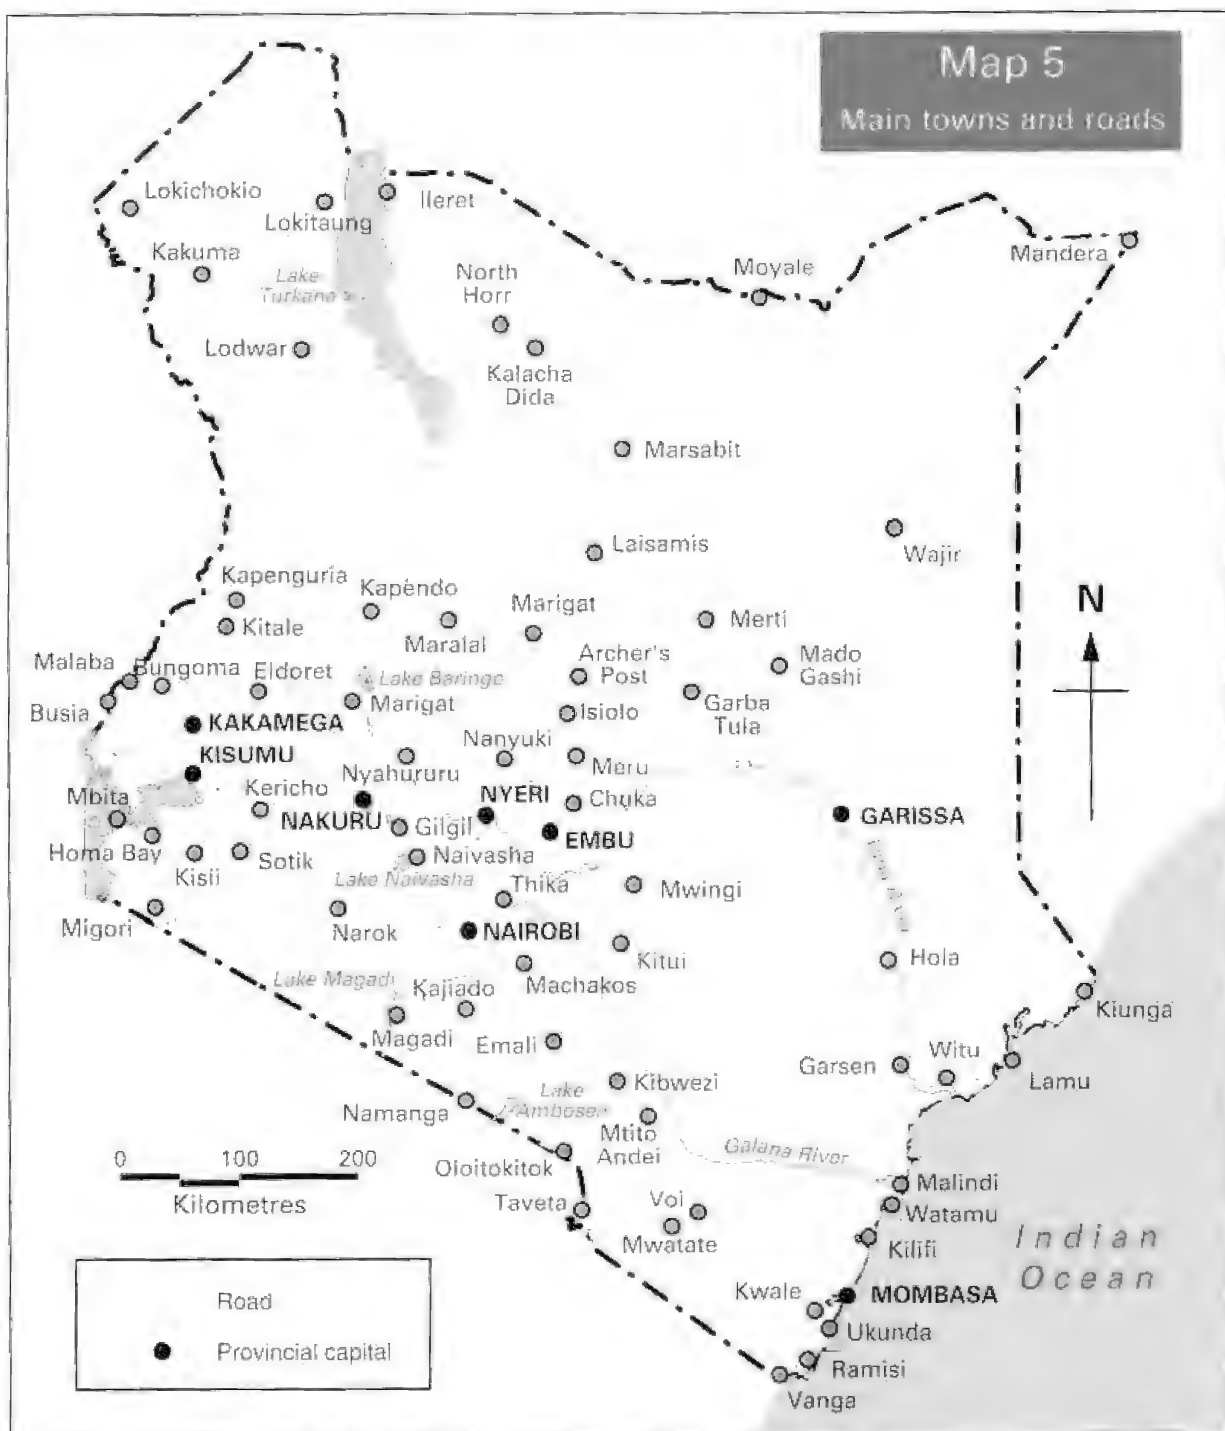 Map 5
Main towns and roads
Lokichokio
Lokitaung
Ileret
Kakuma
Lake
Turkana
North
Horr
Moyale
Mandera
Lodwar
Kalacha
Dida
Marsabit
Laisamis
Wajir
Kapenguria
Kapendo
Marigat
Merti
N
Kitale
Maralal
Malaba
Bungoma
Eldoret
Lake Baringo
Archer's
Post
Mado
Gashi
Busia
Marigat
Isiolo
Garba
Tula
KAKAMEGA
KISUMU
Nanyuki
Meru
Nyahururu
Kericho
Mbita
NAKURU
NYERI
Chuka
GARISSA
Gilgil
EMBU
Homa Bay
Kisii
Sotik
Naivasha
Lake Naivasha
Thika
Mwingi
Migori
Narok
NAIROBI
Kitui
Hola
Lake Magadi
Kajiado
Machakos
Kiunga
Magadi
Emali
Garsen
Witu
Lamu
Kibwezi
Namanga
Lake
Amboseli
Mtito
Andei
Galana River
0 100 200
Kilometres
Oloitokitok
Malindi
Taveta
Voi
Watamu
Mwatate
Kilifi
Indian
Ocean
Kwale
MOMBASA
Ukunda
Ramisi
Vanga
Road
Provincial capital